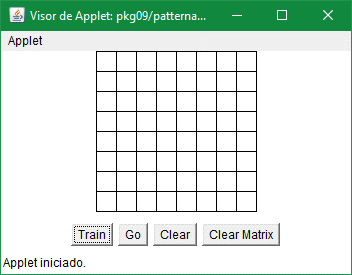 Visor de Applet: pkg09/patterna...
Applet
Train Go Clear Clear Matrix
Applet iniciado.